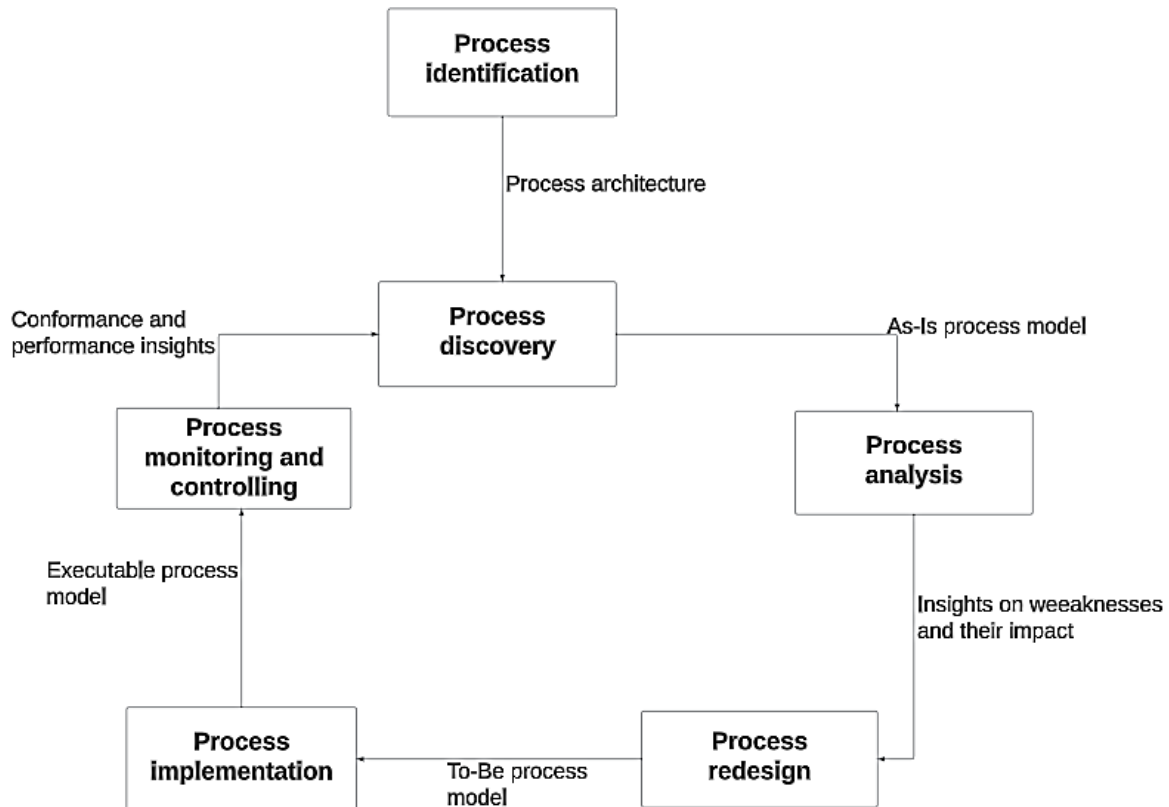 Process
identification
Process architecture
Process
discovery
Conformance and
performance insights
As-Is process model
Process
monitoring and
controlling
Process
analysis
Executable process
model
Insights on weeaknesses
and their impact
Process
implementation
To-Be process
model
Process
redesign